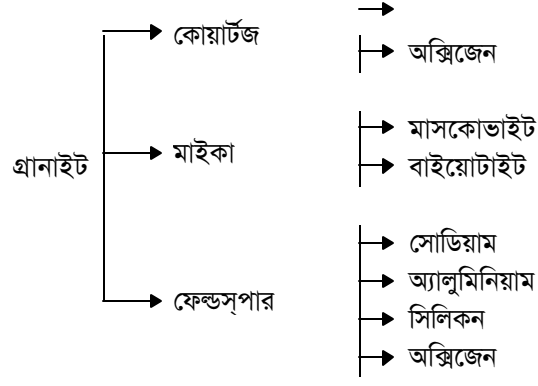 কোয়ার্টজ
অক্সিজেন
মাসকোভাইট
গ্রানাইট
মাইকা
বাইয়োটাইট
সোডিয়াম
অ্যালুমিনিয়াম
ফেল্ডস্‌পার
সিলিকন
অক্সিজেন